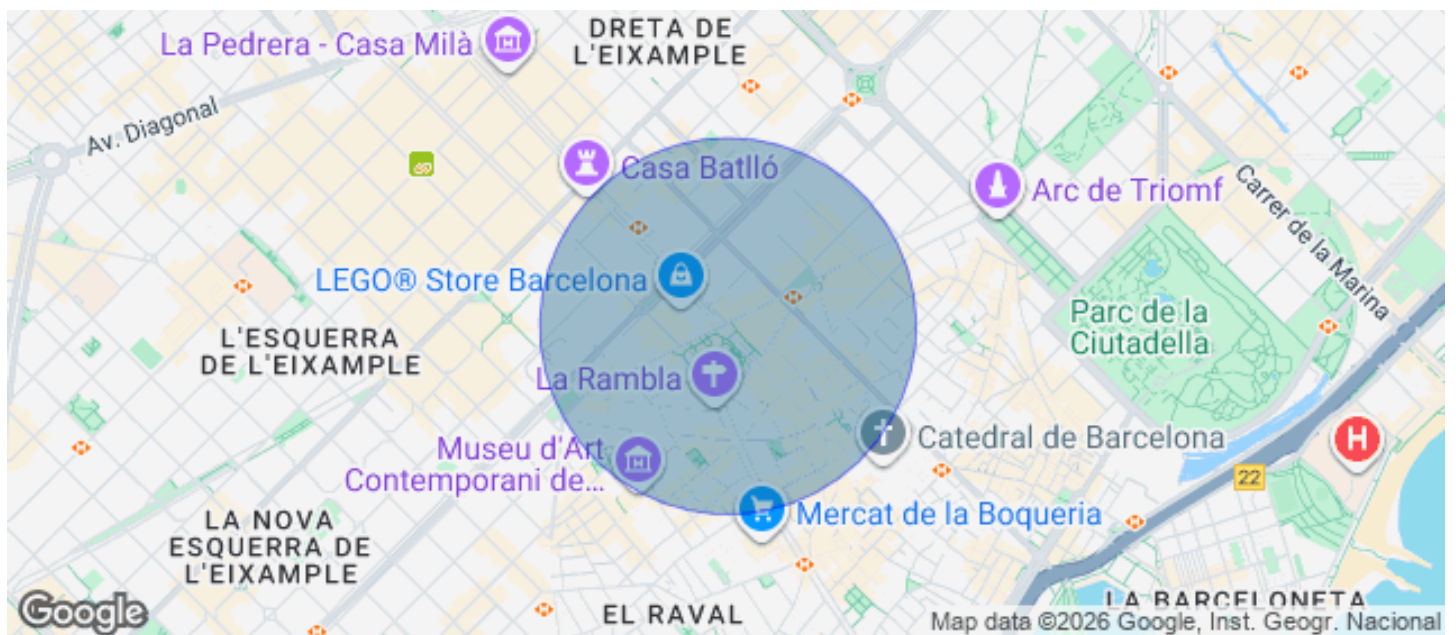 La Pedrera - Casa Milà
DRETA DE
L'EIXAMPLE
Av. Diagonal
Casa Batlló
Arc de Triomf
Carrer de la Marina
LEGO® Store Barcelona
L'ESQUERRA
DE L'EIXAMPLE
Parc de la
Ciutadella
La Rambla
Museu d'Art
Contemporani de...
Catedral de Barcelona
H
22
Mercat de la Boqueria
LA NOVA
ESQUERRA DE
L'EIXAMPLE
EL RAVAL
LA BARCELONETA
Google
Map data ©2026 Google, Inst. Geogr. Nacional